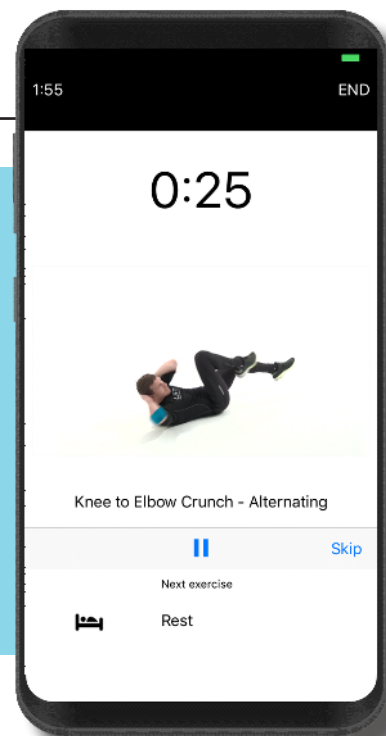 1:55
END
0:25
Knee to Elbow Crunch - Alternating
Skip
Next exercise
Rest